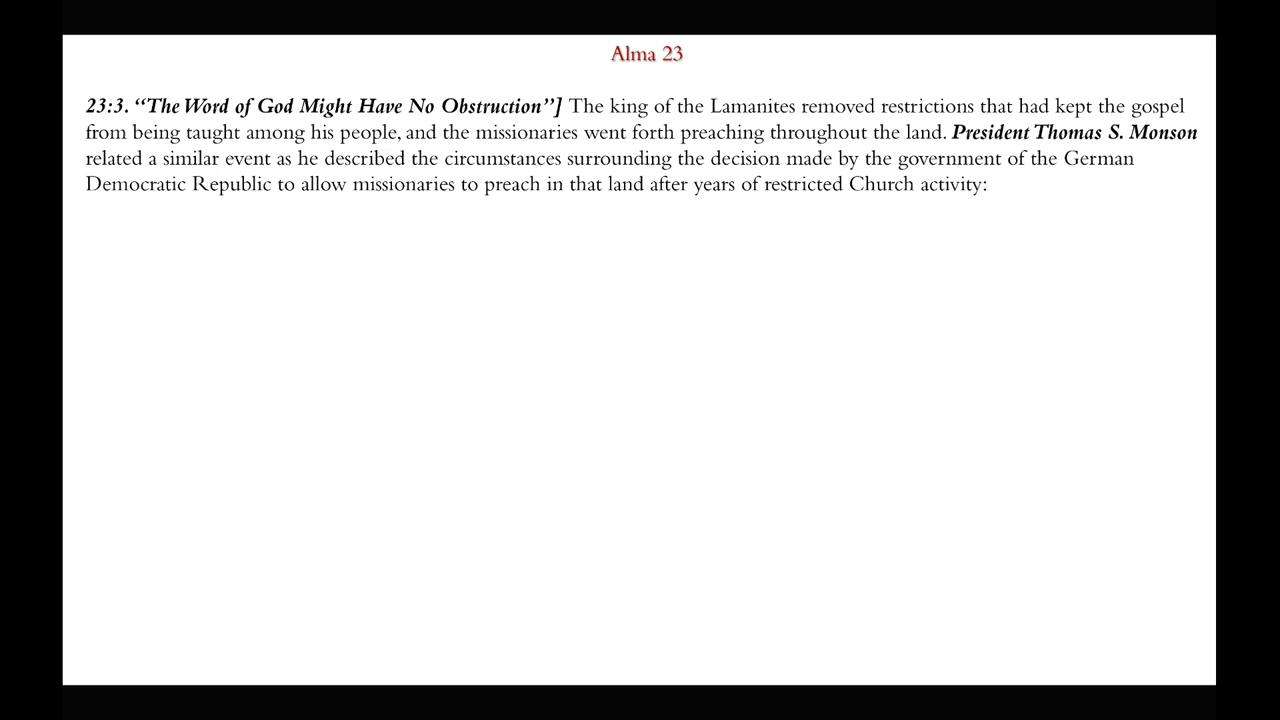 Alma 23
23:3. “The Word of God Might Have No Obstruction”] The king of the Lamanites removed restrictions that had kept the gospel
from being taught among his people, and the missionaries went forth preaching throughout the land. President Thomas S. Monson
related a similar event as he described the circumstances surrounding the decision made by the government of the German
Democratic Republic to allow missionaries to preach in that land after years of restricted Church activity: